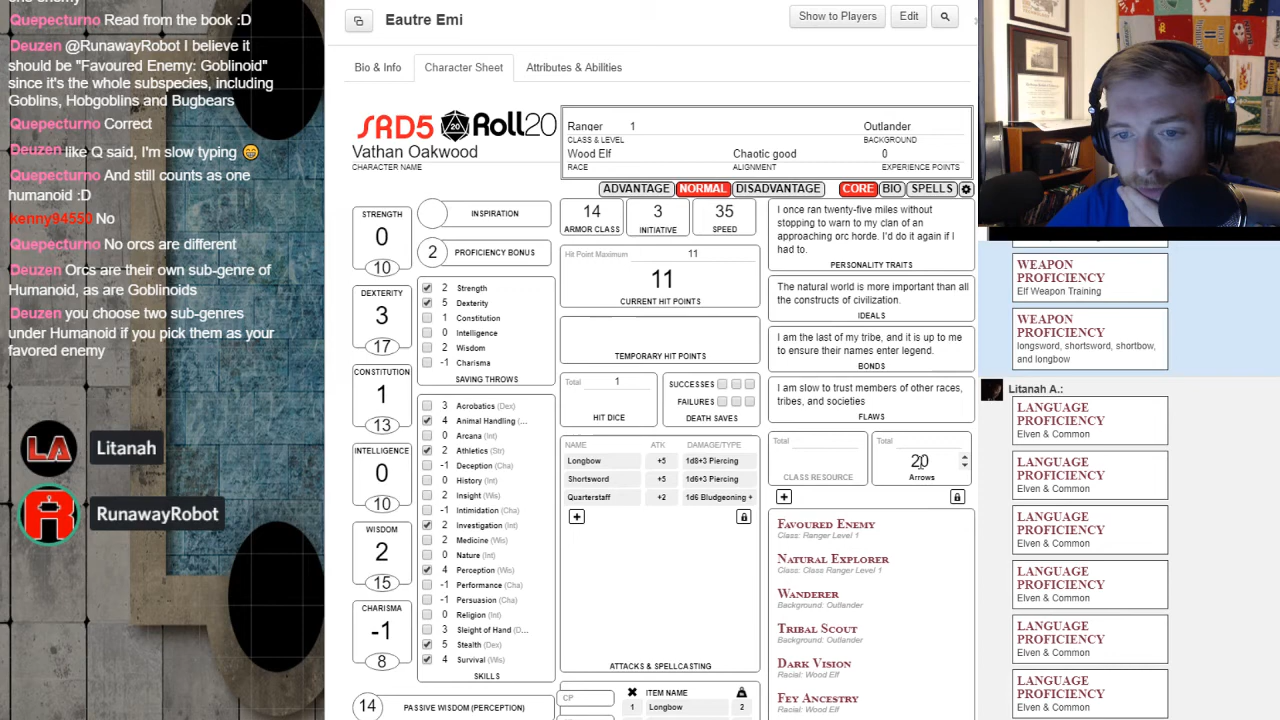 Quepecturno Read from the book :D
Deuzen @RunawayRobot I believe it
should be "Favoured Enemy: Goblinoid"
since it's the whole subspecies, including
Goblins, Hobgoblins and Bugbears
Quepecturno Correct
Deuzen like Q said, I'm slow typing
Quepecturno And still counts as one
humanoid :D
kenny94550 No
Quepecturno No orcs are different
Deuzen Orcs are their own sub-genre of
Humanoid, as are Goblinoids
Deuzen you choose two sub-genres
under Humanoid if you pick them as your
favored enemy
LA Litanah
RunawayRobot
Eautre Emi
Show to Players
Edit
Bio & Info
Character Sheet
Attributes & Abilities
SRD5 20 Roll20
Vathan Oakwood
CHARACTER NAME
Ranger 1
CLASS & LEVEL
Outlander
BACKGROUND
Wood Elf
RACE
Chaotic good
ALIGNMENT
0
EXPERIENCE POINTS
ADVANTAGE NORMAL DISADVANTAGE
CORE BIO SPELLS
STRENGTH
0
10
DEXTERITY
3
17
CONSTITUTION
1
13
INTELLIGENCE
0
10
WISDOM
2
15
CHARISMA
-1
8
INSPIRATION
2 PROFICIENCY BONUS
2 Strength
5 Dexterity
1 Constitution
0 Intelligence
2 Wisdom
-1 Charisma
SAVING THROWS
3 Acrobatics (Dex)
4 Animal Handling (...
0 Arcana (Int)
2 Athletics (Str)
-1 Deception (Cha)
0 History (Int)
2 Insight (Wis)
-1 Intimidation (Cha)
2 Investigation (Int)
2 Medicine (Wis)
0 Nature (Int)
4 Perception (Wis)
-1 Performance (Cha)
-1 Persuasion (Cha)
0 Religion (Int)
3 Sleight of Hand (D...
5 Stealth (Dex)
4 Survival (Wis)
SKILLS
14 PASSIVE WISDOM (PERCEPTION)
14
ARMOR CLASS
3
INITIATIVE
35
SPEED
Hit Point Maximum 11
11
CURRENT HIT POINTS
TEMPORARY HIT POINTS
Total 1
HIT DICE
SUCCESSES
FAILURES
DEATH SAVES
NAME ATK DAMAGE/TYPE
Longbow +5 1d8+3 Piercing
Shortsword +5 1d6+3 Piercing
Quarterstaff +2 1d6 Bludgeoning +
ATTACKS & SPELLCASTING
CP
ITEM NAME
1 Longbow 2
I once ran twenty-five miles without
stopping to warn to my clan of an
approaching orc horde. I'd do it again if I
had to.
PERSONALITY TRAITS
The natural world is more important than all
the constructs of civilization.
IDEALS
I am the last of my tribe, and it is up to me
to ensure their names enter legend.
BONDS
I am slow to trust members of other races,
tribes, and societies
FLAWS
Total
CLASS RESOURCE
Total
20
Arrows
FAVOURED ENEMY
Class: Ranger Level 1
NATURAL EXPLORER
Class: Class Ranger Level 1
WANDERER
Background: Outlander
TRIBAL SCOUT
Background: Outlander
DARK VISION
Racial: Wood Elf
FEY ANCESTRY
Racial: Wood Elf
WEAPON
PROFICIENCY
Elf Weapon Training
WEAPON
PROFICIENCY
longsword, shortsword, shortbow,
and longbow
Litanah A.:
LANGUAGE
PROFICIENCY
Elven & Common
LANGUAGE
PROFICIENCY
Elven & Common
LANGUAGE
PROFICIENCY
Elven & Common
LANGUAGE
PROFICIENCY
Elven & Common
LANGUAGE
PROFICIENCY
Elven & Common
LANGUAGE
PROFICIENCY
Elven & Common